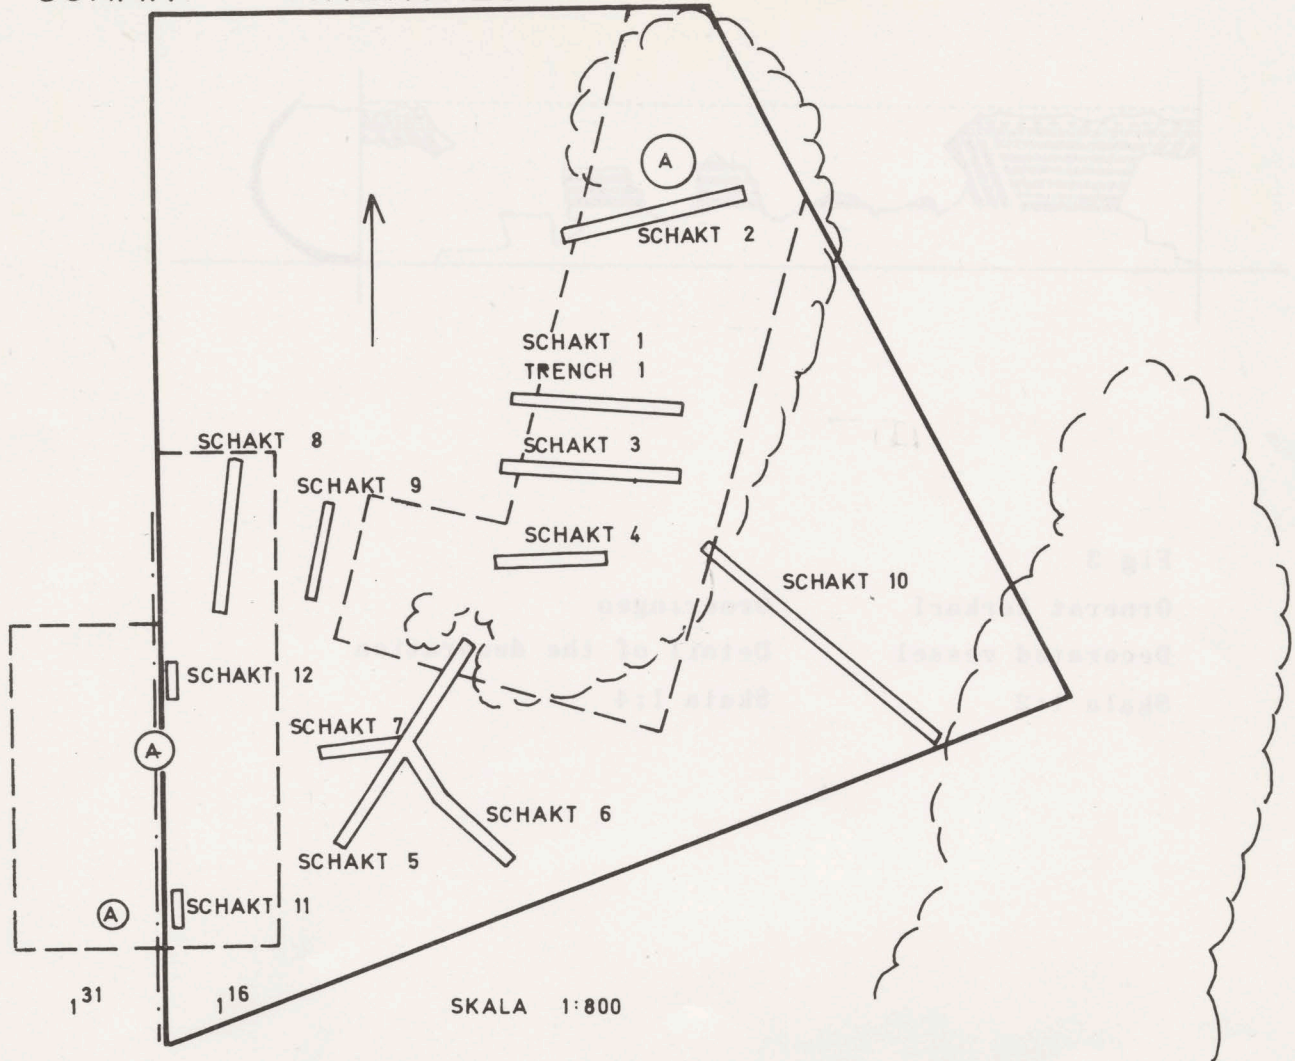 A
SCHAKT 2
SCHAKT 1
TRENCH 1
SCHAKT 3
SCHAKT 8
SCHAKT 9
SCHAKT 4
SCHAKT 10
SCHAKT 12
SCHAKT 7
A
SCHAKT 6
SCHAKT 5
A
SCHAKT 11
1³¹
1¹⁶
SKALA 1:800